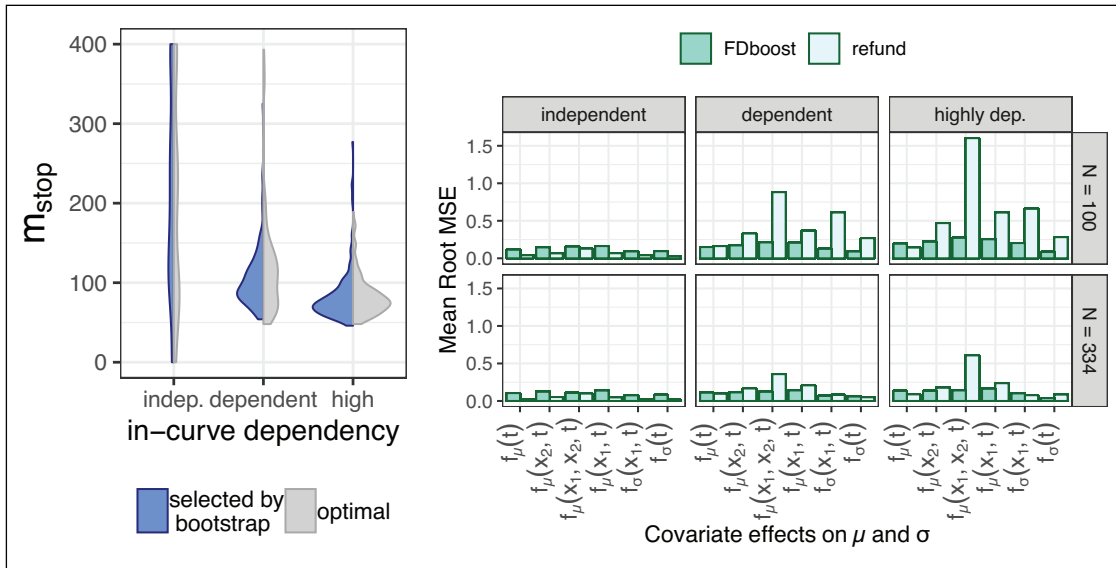 400
300
200
100
0
m_stop
indep. dependent high
in-curve dependency
selected by bootstrap
optimal
FDboost
refund
independent
dependent
highly dep.
1.5
1.0
0.5
0.0
N = 100
1.5
1.0
0.5
0.0
N = 334
Mean Root MSE
f_μ(t)
f_μ(x_2, t)
f_μ(x_1, x_2, t)
f_μ(x_1, t)
f_σ(x_1, t)
f_σ(t)
f_μ(t)
f_μ(x_2, t)
f_μ(x_1, x_2, t)
f_μ(x_1, t)
f_σ(x_1, t)
f_σ(t)
f_μ(t)
f_μ(x_2, t)
f_μ(x_1, x_2, t)
f_μ(x_1, t)
f_σ(x_1, t)
f_σ(t)
Covariate effects on μ and σ